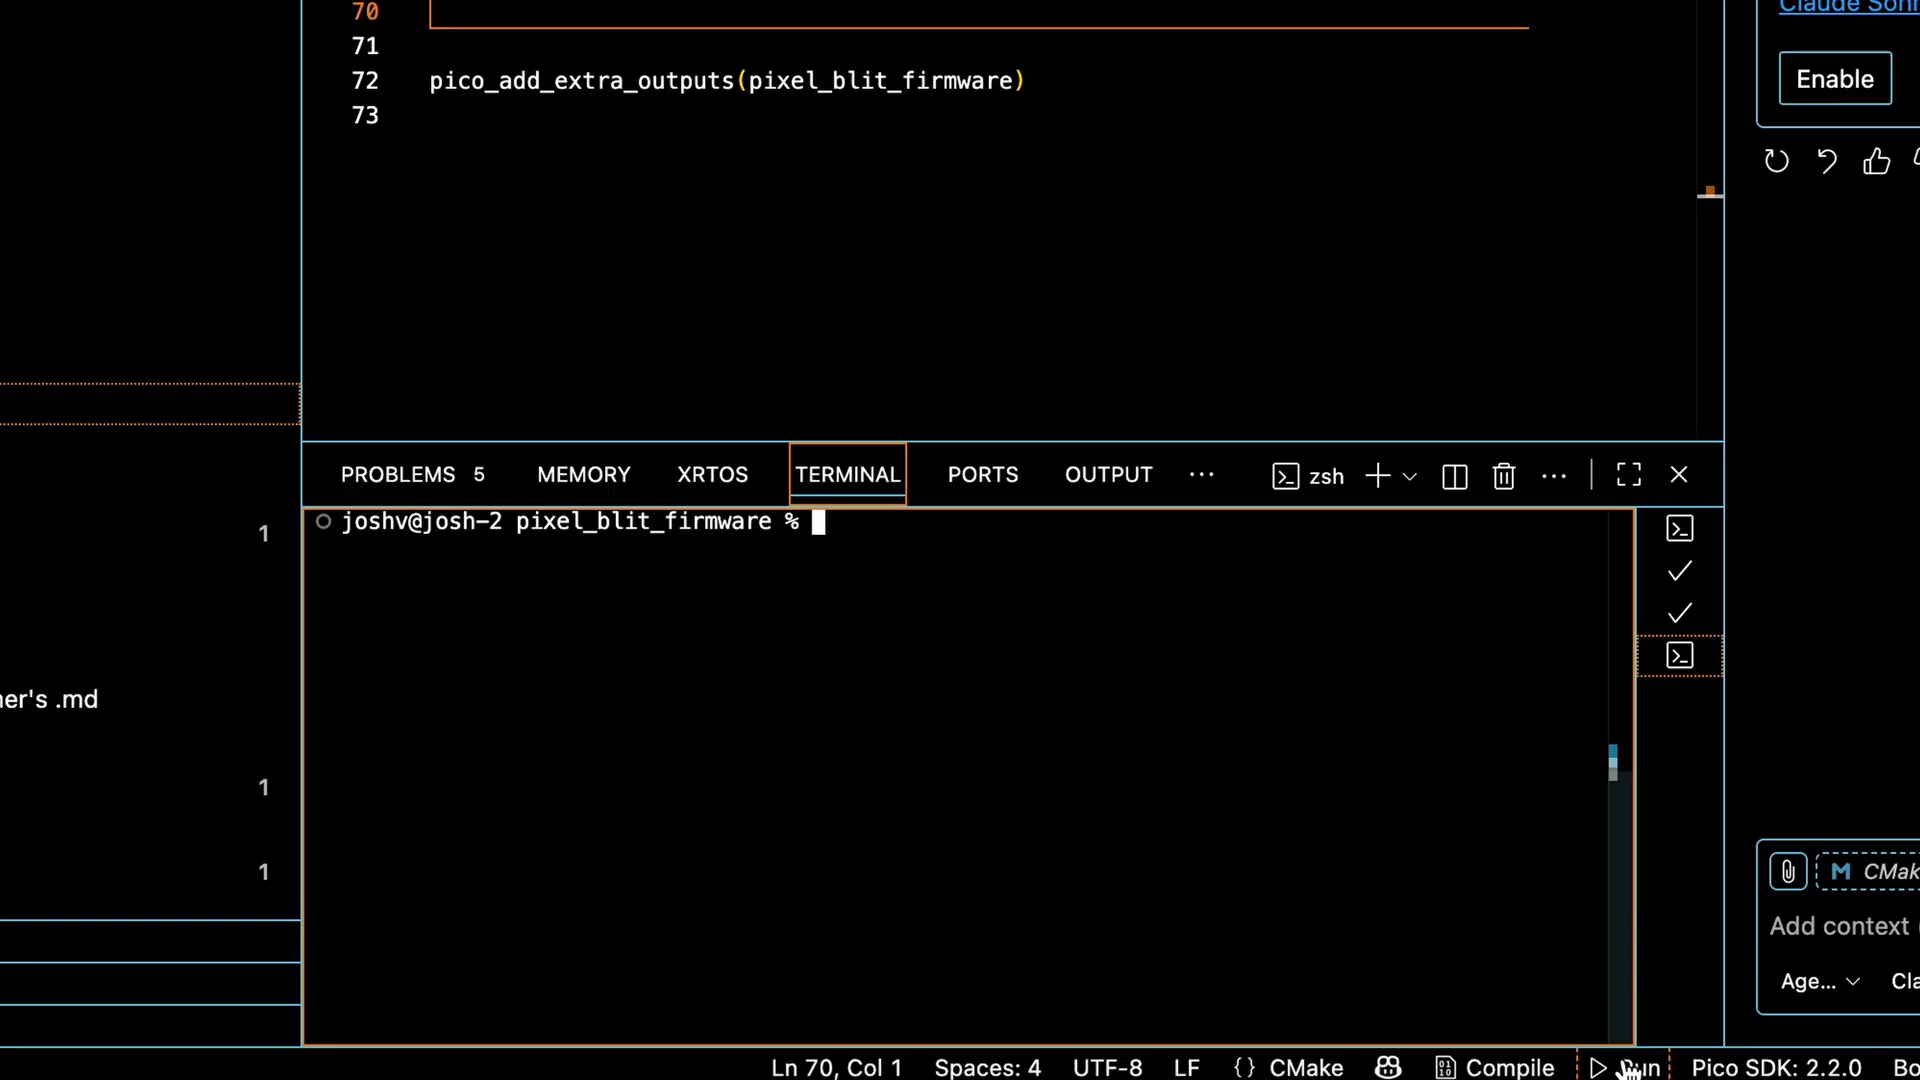 70
71
72 pico_add_extra_outputs(pixel_blit_firmware)
73
Enable
PROBLEMS 5 MEMORY XRTOS TERMINAL PORTS OUTPUT ··· zsh
joshv@josh-2 pixel_blit_firmware %
1
er's .md
1
1
Add context
Age...
Ln 70, Col 1 Spaces: 4 UTF-8 LF {} CMake Compile Run Pico SDK: 2.2.0